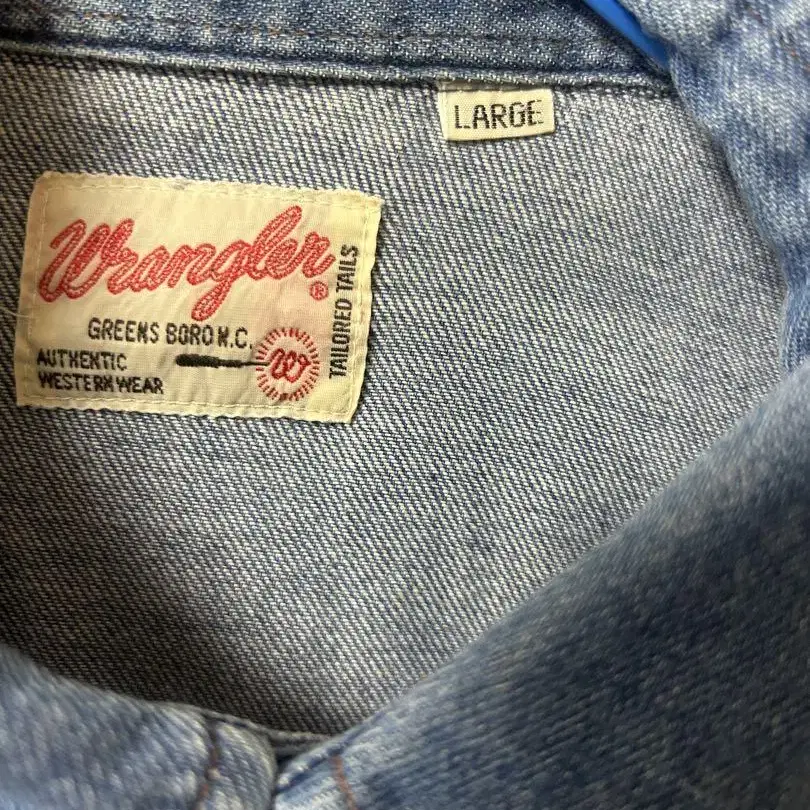 LARGE
Wrangler®
TAILORED TAILS
GREENS BORO N.C.
AUTHENTIC
WESTERN WEAR
W